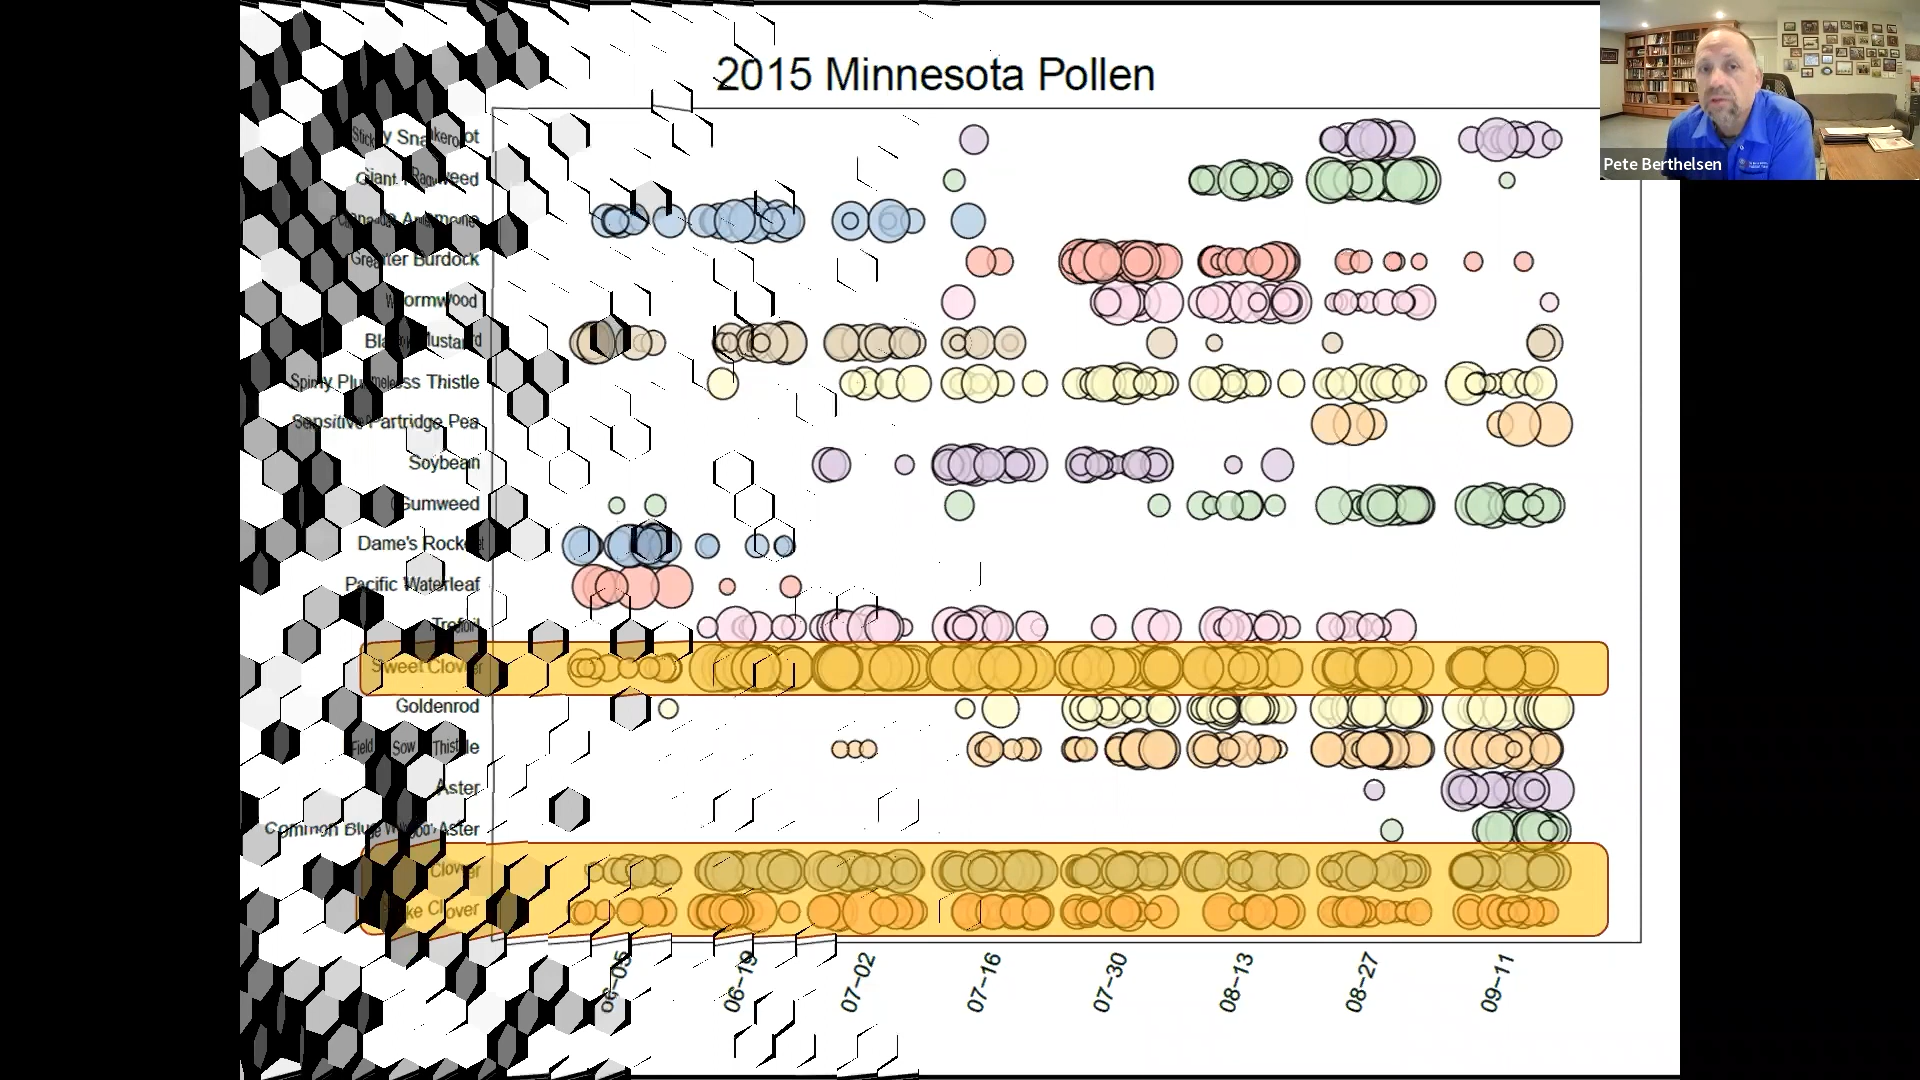 2015 Minnesota Pollen
Pete Berthelsen
Sticky Snakeroot
Giant Ragweed
Canada Anemone
Greater Burdock
Wormwood
Black Mustard
Spiny Plumeless Thistle
Sensitive Partridge Pea
Soybean
Gumweed
Dame's Rocket
Pacific Waterleaf
Trefoil
Sweet Clover
Goldenrod
Field Sow Thistle
Aster
Common Blue Wood Aster
Clover
Clover
06-05
06-19
07-02
07-16
07-30
08-13
08-27
09-11